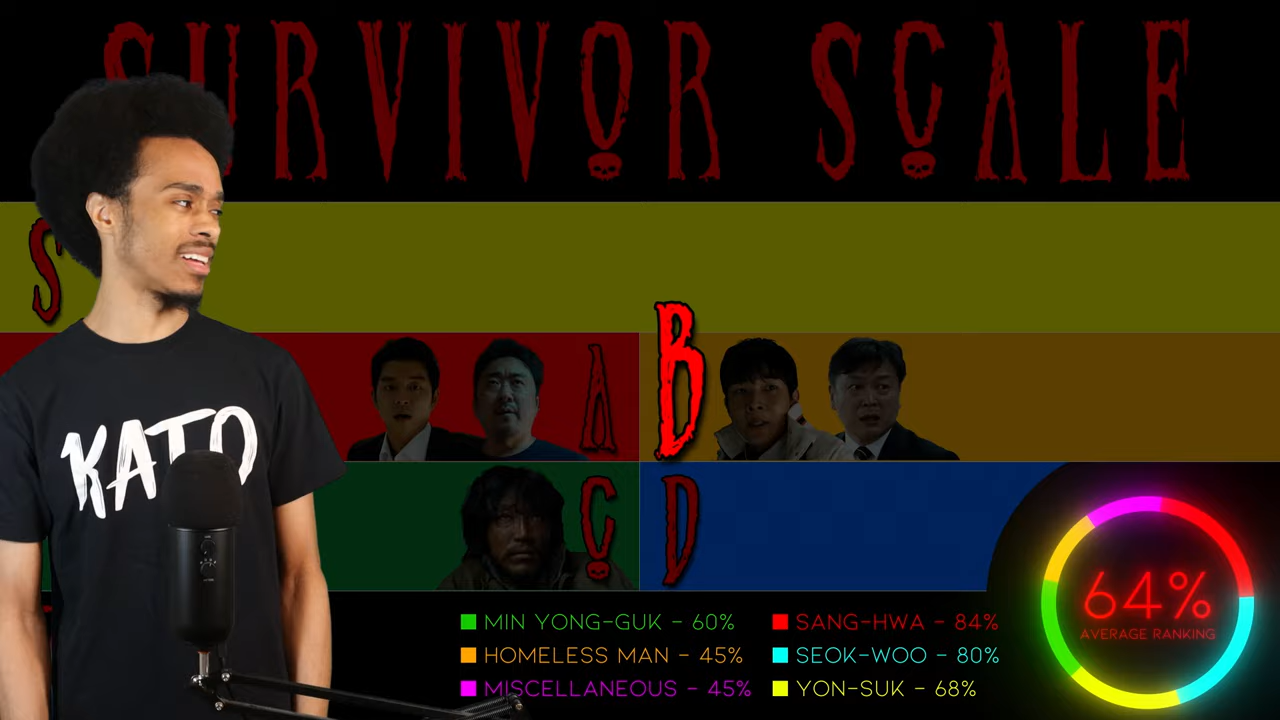 SURVIVOR SCALE
S
A
B
KATO
C
D
64%
AVERAGE RANKING
MIN YONG-GUK - 60%
SANG-HWA - 84%
HOMELESS MAN - 45%
SEOK-WOO - 80%
MISCELLANEOUS - 45%
YON-SUK - 68%